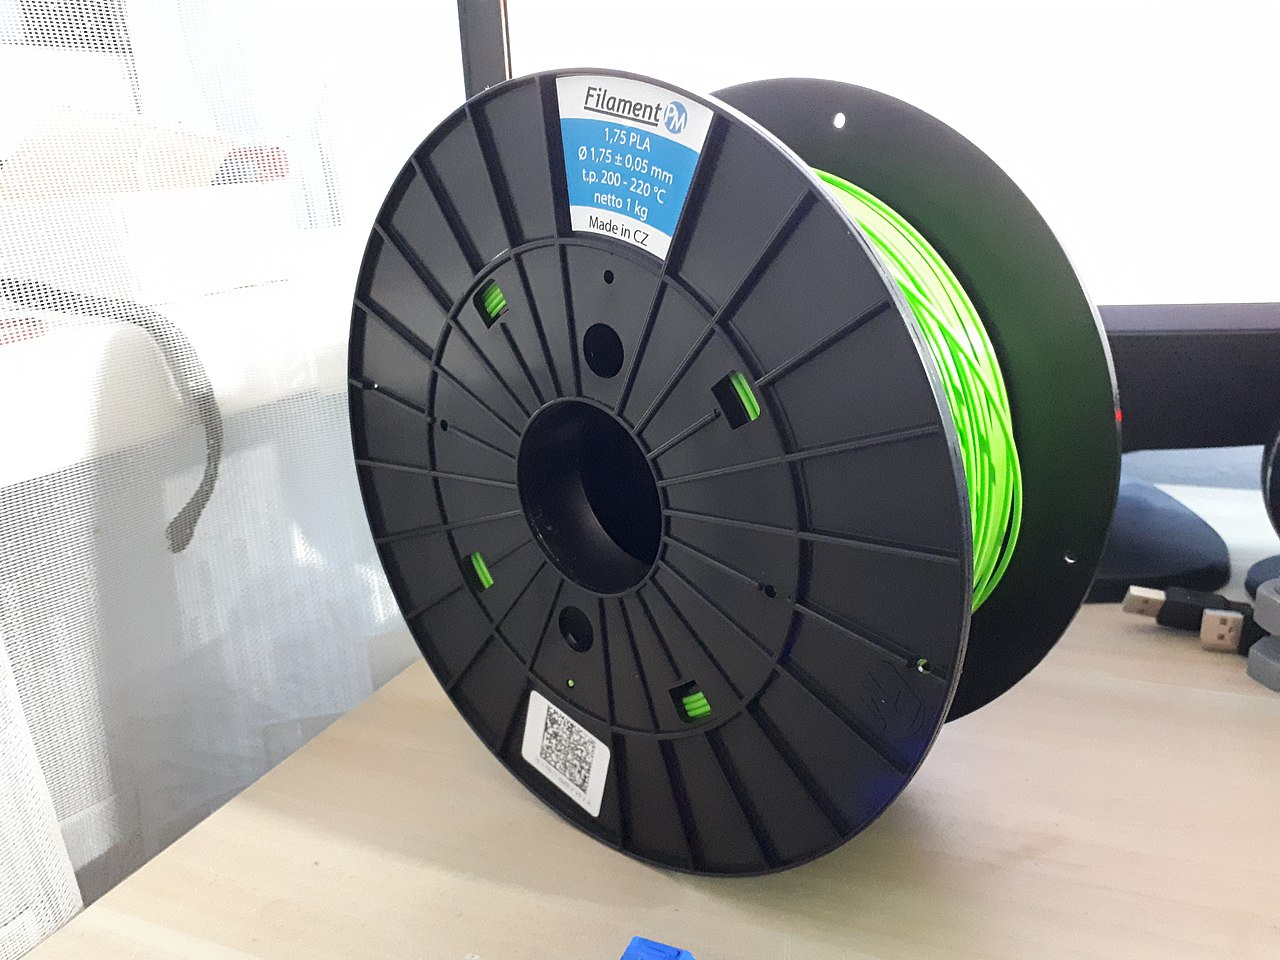 Filament PM
1,75 PLA
Ø 1,75 ± 0,05 mm
t.p. 200 - 220 °C
netto 1 kg
Made in CZ